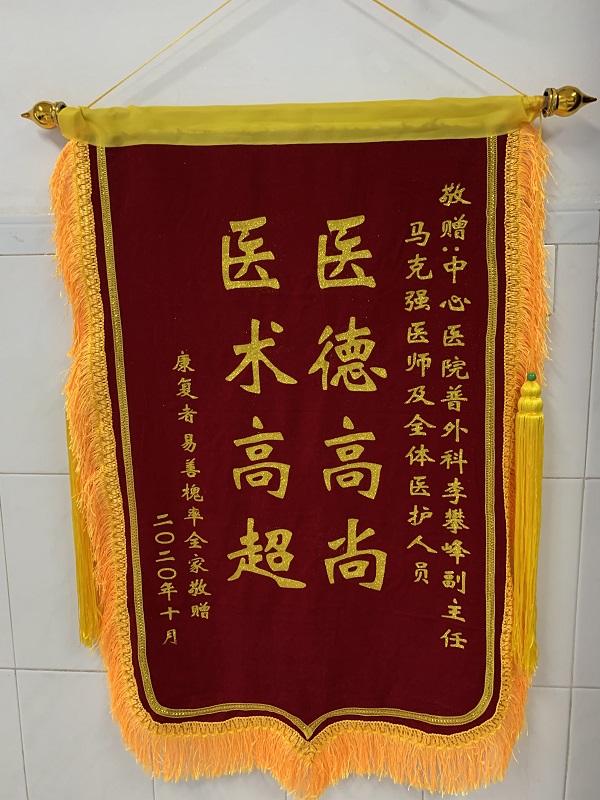 敬赠:中心医院普外科李攀峰副主任
马克强医师及全体医护人员
医德高尚
医术高超
康复者易善槐率全家敬赠
二〇二〇年十月